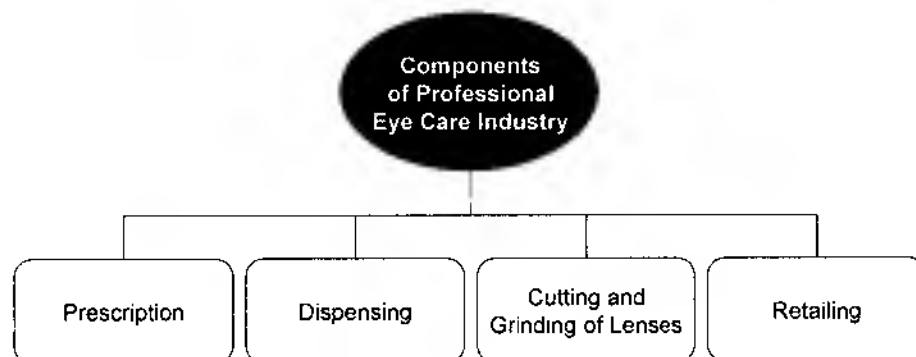 Components
of Professional
Eye Care Industry
Prescription
Dispensing
Cutting and
Grinding of Lenses
Retailing